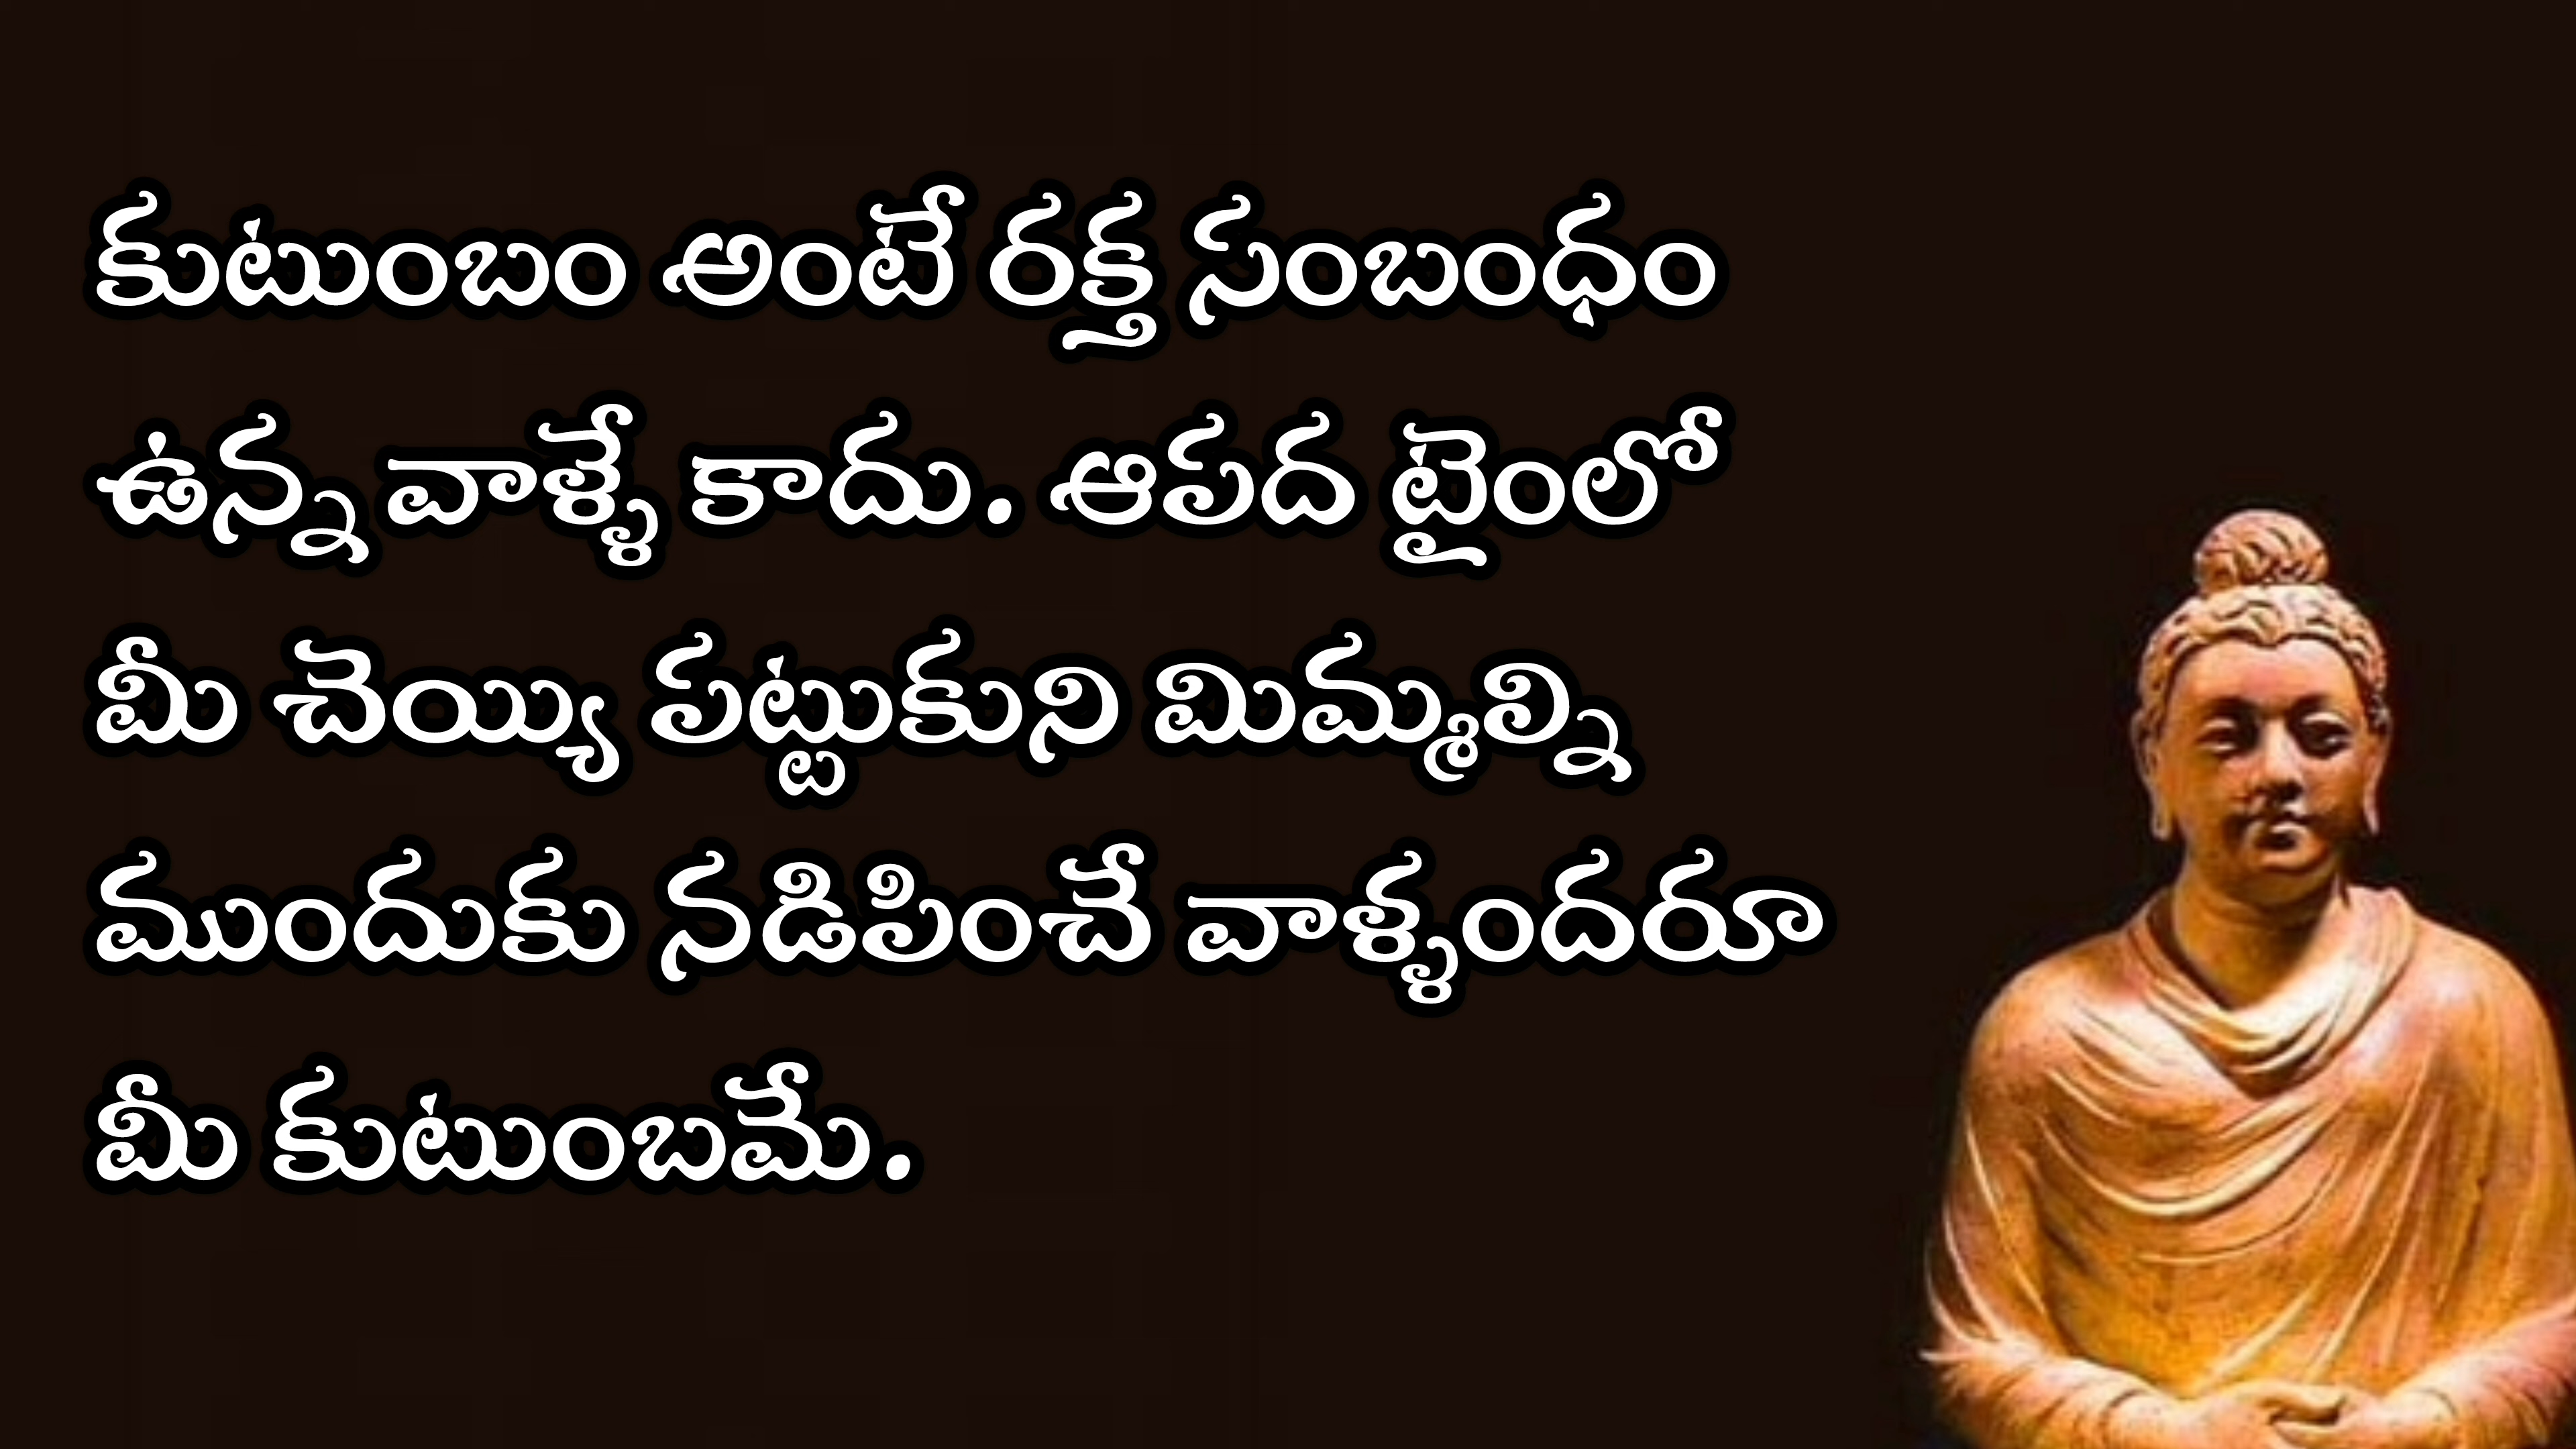 కుటుంబం అంటే రక్త సంబంధం
ఉన్న వాళ్ళే కాదు. ఆపద టైంలో
మీ చెయ్యి పట్టుకుని మిమ్మల్ని
ముందుకు నడిపించే వాళ్ళందరూ
మీ కుటుంబమే.